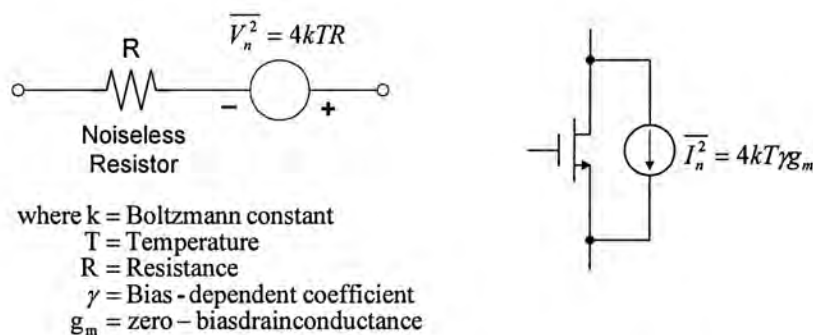 R
V_n^2 = 4kTR
− +
Noiseless
Resistor
I_n^2 = 4kTγg_m
where k = Boltzmann constant
T = Temperature
R = Resistance
γ = Bias - dependent coefficient
g_m = zero – biasdrainconductance